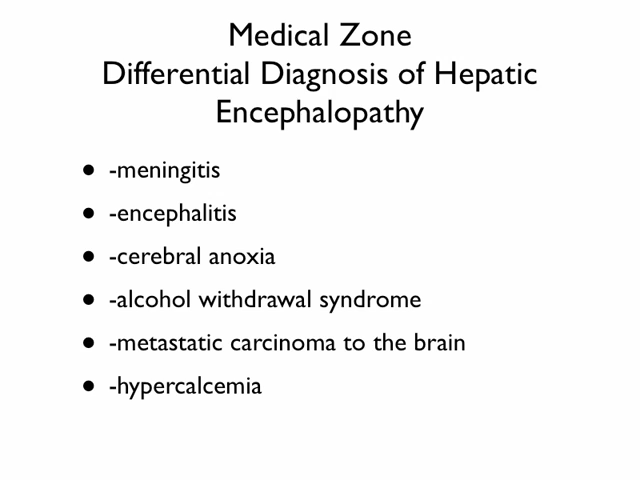 Medical Zone
Differential Diagnosis of Hepatic
Encephalopathy
• -meningitis
• -encephalitis
• -cerebral anoxia
• -alcohol withdrawal syndrome
• -metastatic carcinoma to the brain
• -hypercalcemia